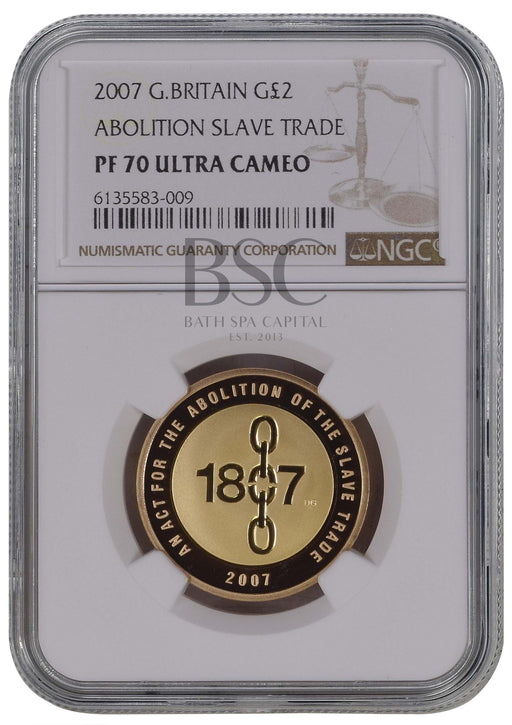 2007 G.BRITAIN G£2
ABOLITION SLAVE TRADE
PF 70 ULTRA CAMEO
6135583-009
NUMISMATIC GUARANTY CORPORATION
NGC
BSC
BATH SPA CAPITAL
EST. 2013
AN ACT FOR THE ABOLITION OF THE SLAVE TRADE
1807
DG
2007